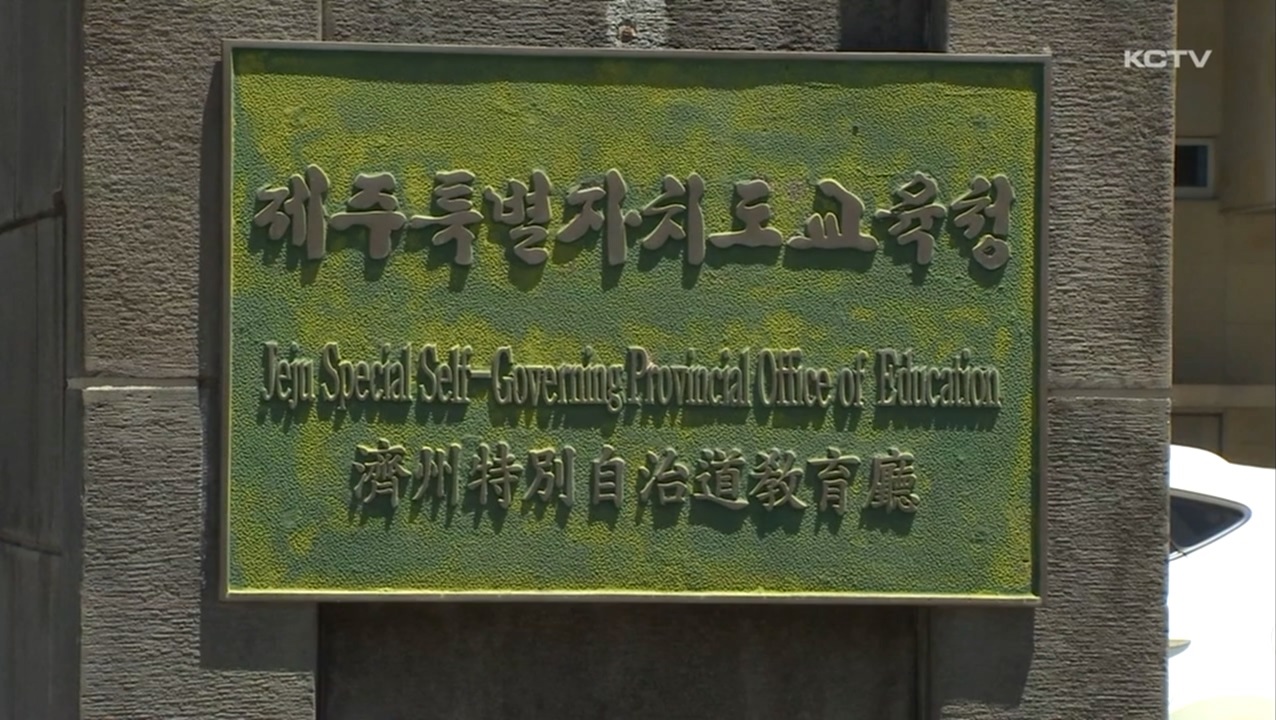 KCTV
제주특별자치도교육청
Jeju Special Self-Governing Provincial Office of Education
濟州特別自治道教育廳